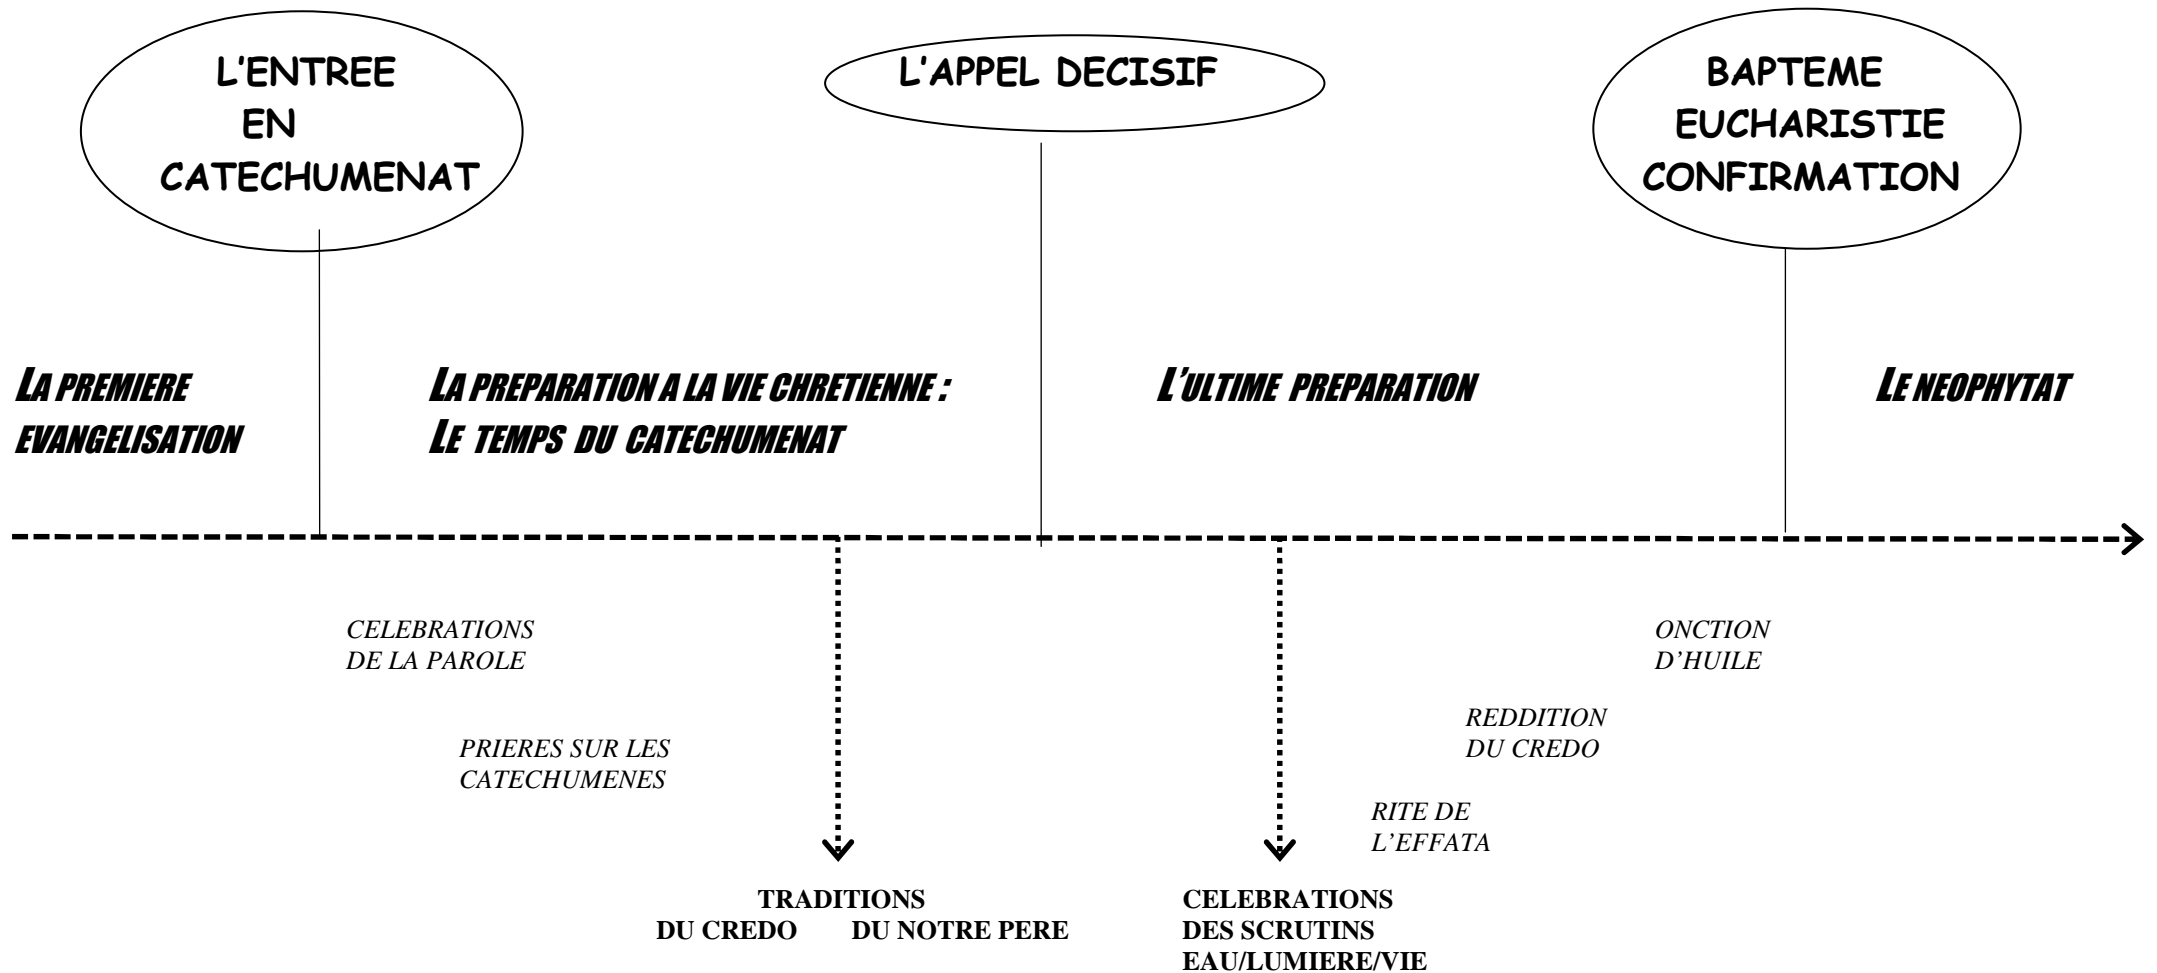 L'ENTREE
EN
CATECHUMENAT
L'APPEL DECISIF
BAPTEME
EUCHARISTIE
CONFIRMATION
LA PREMIERE
EVANGELISATION
LA PREPARATION A LA VIE CHRETIENNE :
LE TEMPS DU CATECHUMENAT
L'ULTIME PREPARATION
LE NEOPHYTAT
CELEBRATIONS
DE LA PAROLE
PRIERES SUR LES
CATECHUMENES
TRADITIONS
DU CREDO DU NOTRE PERE
CELEBRATIONS
DES SCRUTINS
EAU/LUMIERE/VIE
RITE DE
L'EFFATA
REDDITION
DU CREDO
ONCTION
D'HUILE